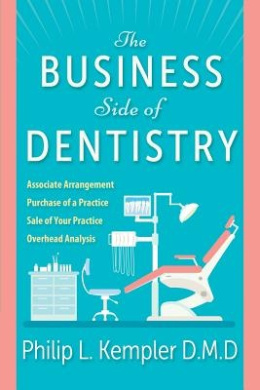 The
BUSINESS
Side of
DENTISTRY
Associate Arrangement
Purchase of a Practice
Sale of Your Practice
Overhead Analysis
Philip L. Kempler D.M.D